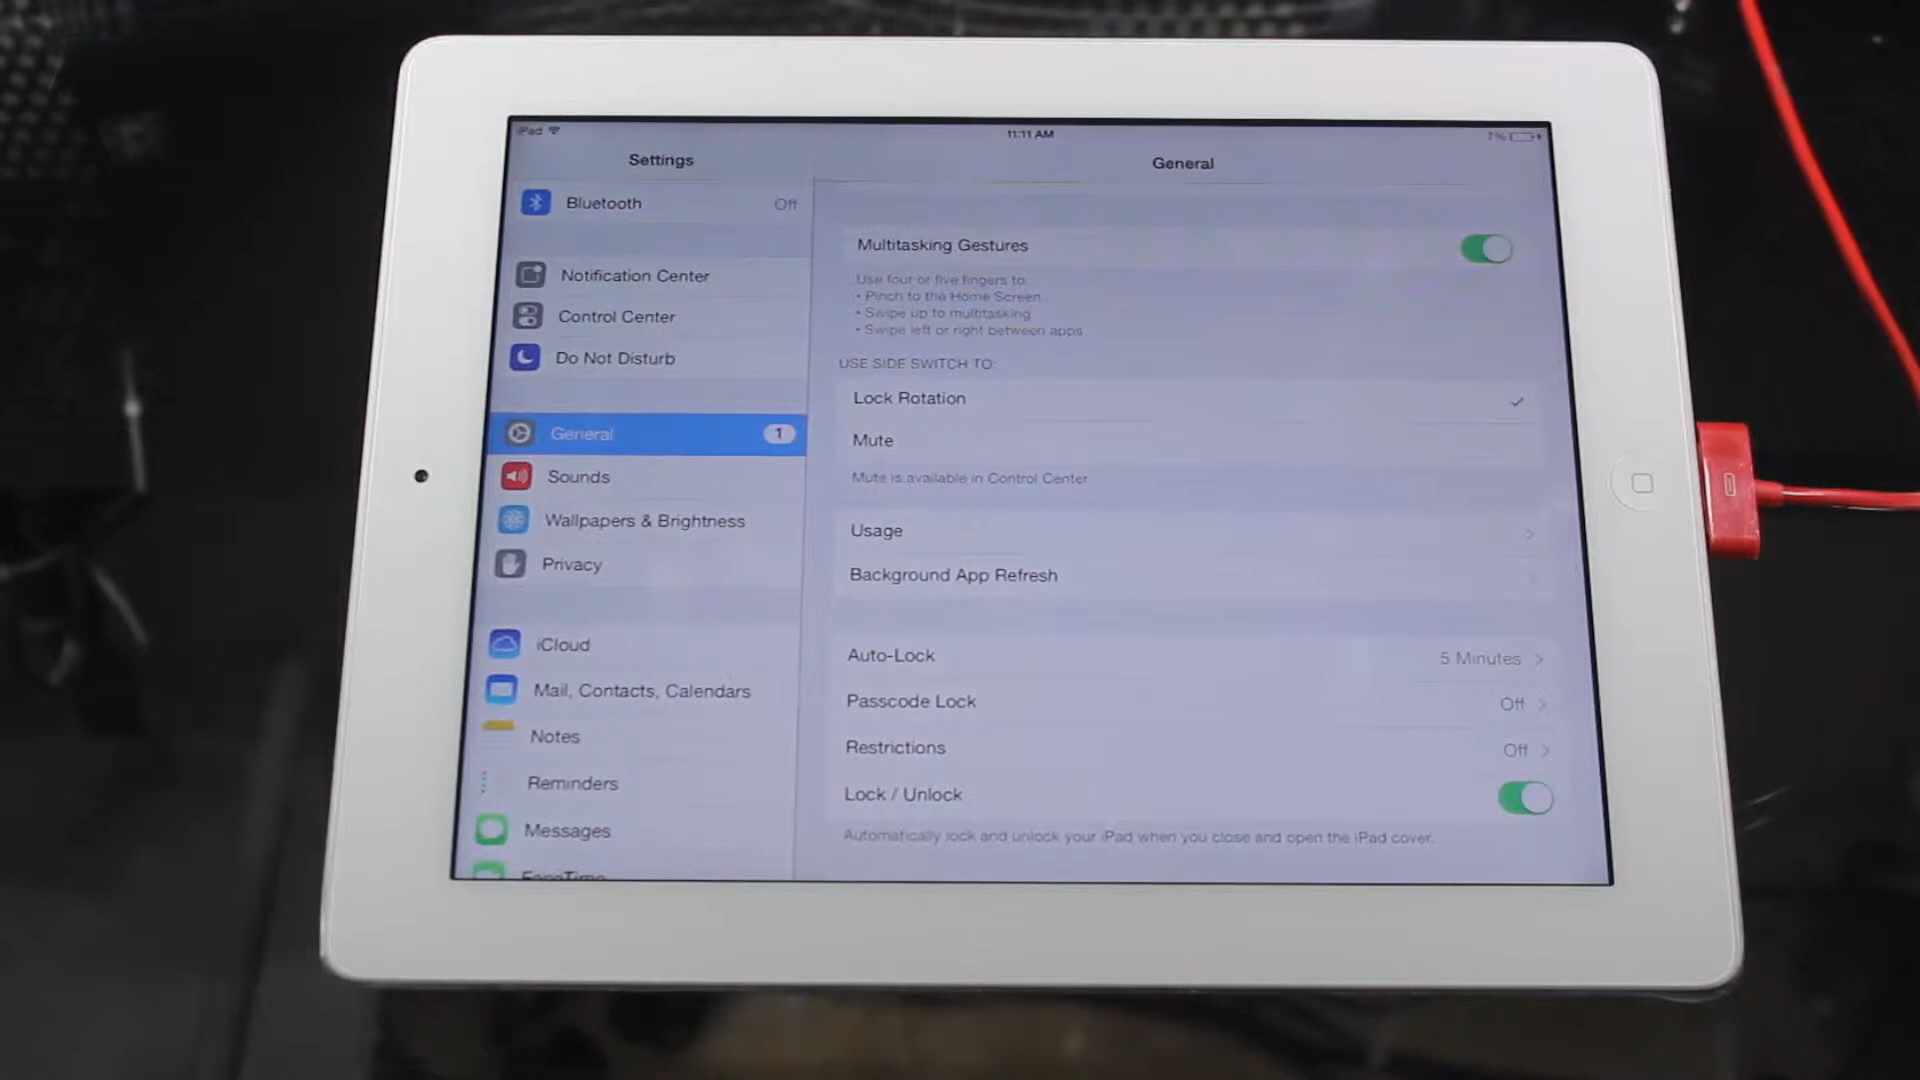 iPad
11:11 AM
7%
Settings
General
Bluetooth
Off
Notification Center
Control Center
Do Not Disturb
General
1
Sounds
Wallpapers & Brightness
Privacy
iCloud
Mail, Contacts, Calendars
Notes
Reminders
Messages
FaceTime
Multitasking Gestures
Use four or five fingers to:
• Pinch to the Home Screen
• Swipe up to multitasking
• Swipe left or right between apps
USE SIDE SWITCH TO:
Lock Rotation
Mute
Mute is available in Control Center
Usage
Background App Refresh
Auto-Lock
5 Minutes
Passcode Lock
Off
Restrictions
Off
Lock / Unlock
Automatically lock and unlock your iPad when you close and open the iPad cover.